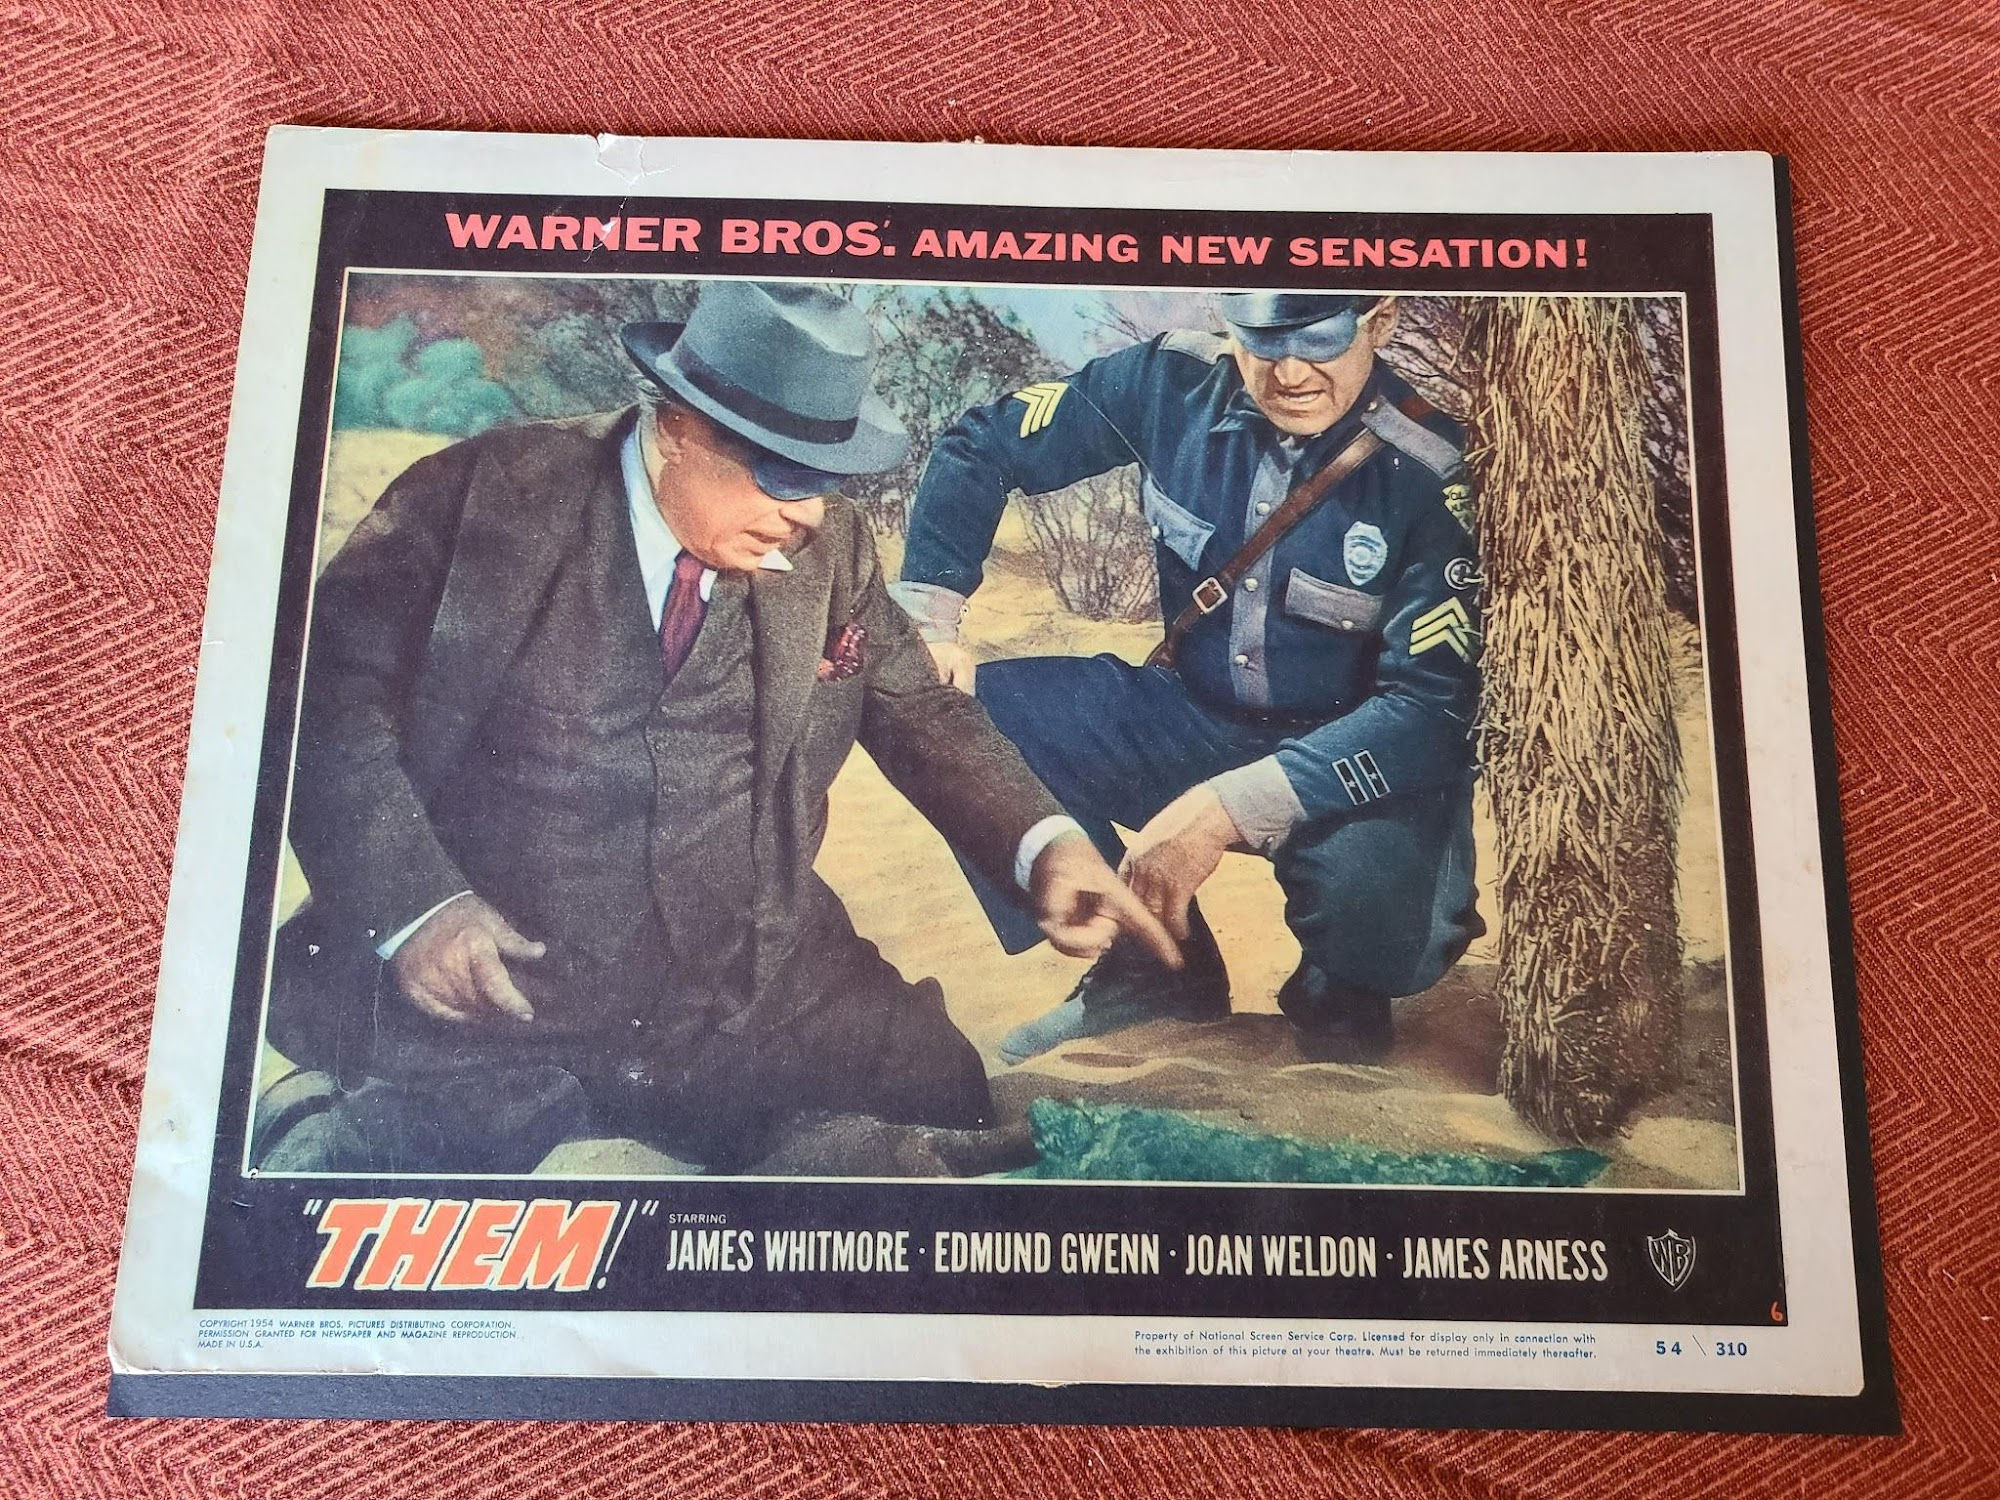 WARNER BROS.' AMAZING NEW SENSATION!
"THEM!"
STARRING
JAMES WHITMORE · EDMUND GWENN · JOAN WELDON · JAMES ARNESS
WB
6
COPYRIGHT 1954 WARNER BROS. PICTURES DISTRIBUTING CORPORATION.
PERMISSION GRANTED FOR NEWSPAPER AND MAGAZINE REPRODUCTION.
MADE IN U.S.A.
Property of National Screen Service Corp. Licensed for display only in connection with
the exhibition of this picture at your theatre. Must be returned immediately thereafter.
54 \ 310